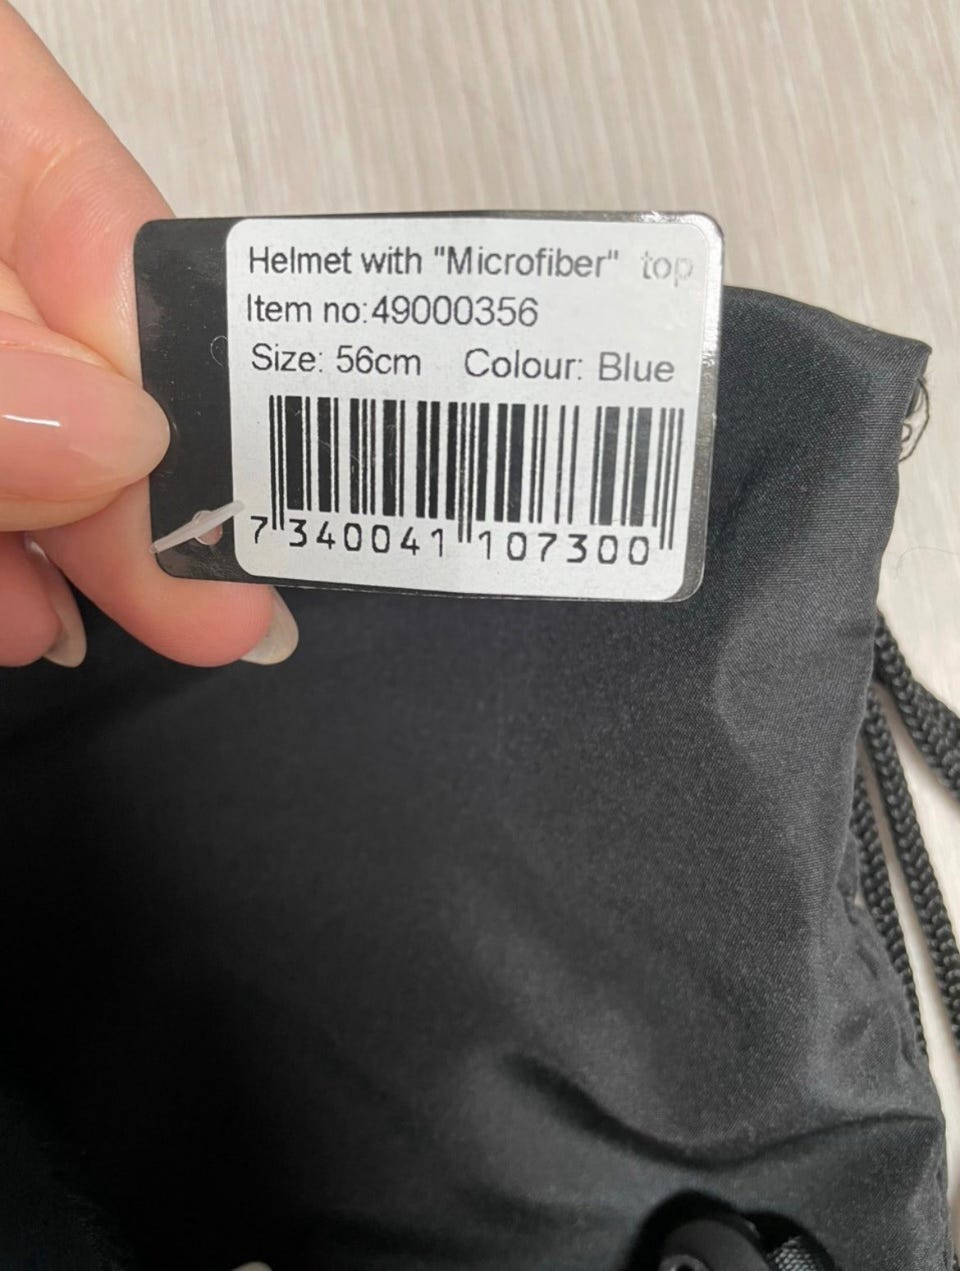 Helmet with "Microfiber" top
Item no:49000356
Size: 56cm Colour: Blue
7 340041 107300